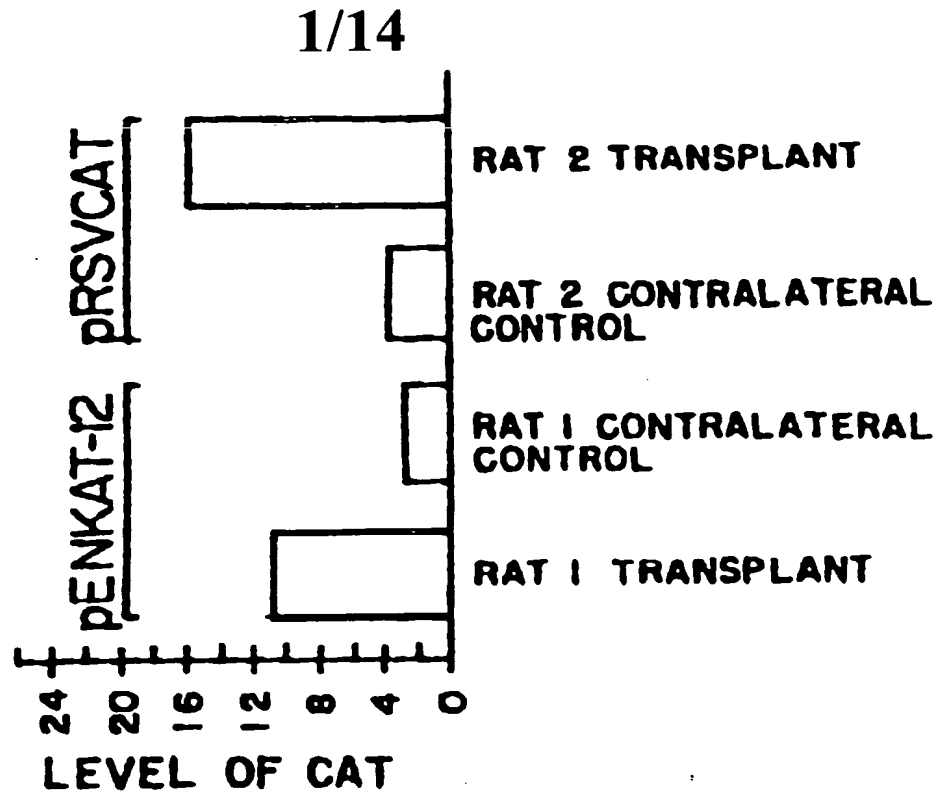 1/14
pRSVCAT
RAT 2 TRANSPLANT
RAT 2 CONTRALATERAL
CONTROL
pENKAT-12
RAT 1 CONTRALATERAL
CONTROL
RAT 1 TRANSPLANT
24 20 16 12 8 4 0
LEVEL OF CAT